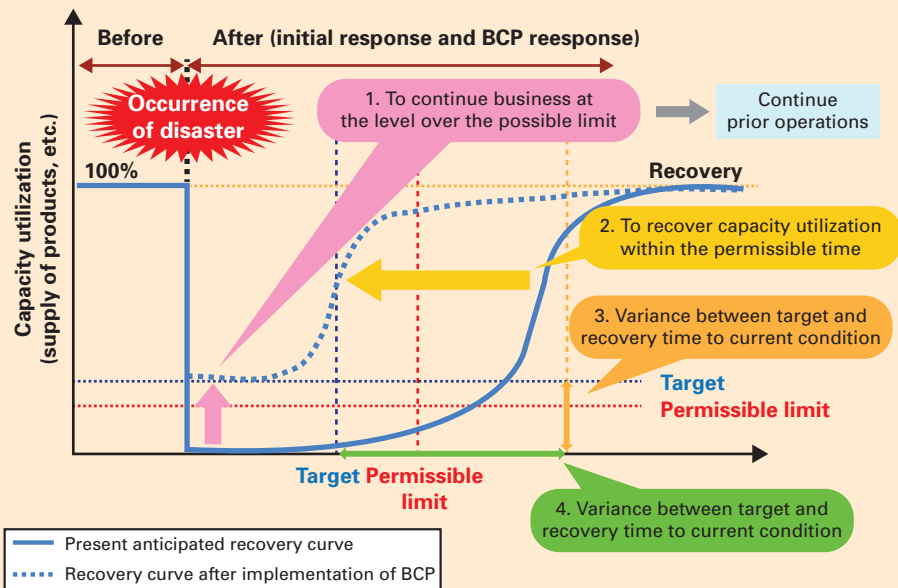 Before
After (initial response and BCP reesponse)
Occurrence
of disaster
1. To continue business at
the level over the possible limit
Continue
prior operations
100%
Recovery
Capacity utilization
(supply of products, etc.)
2. To recover capacity utilization
within the permissible time
3. Variance between target and
recovery time to current condition
Target
Permissible limit
Target Permissible
limit
4. Variance between target and
recovery time to current condition
Present anticipated recovery curve
Recovery curve after implementation of BCP